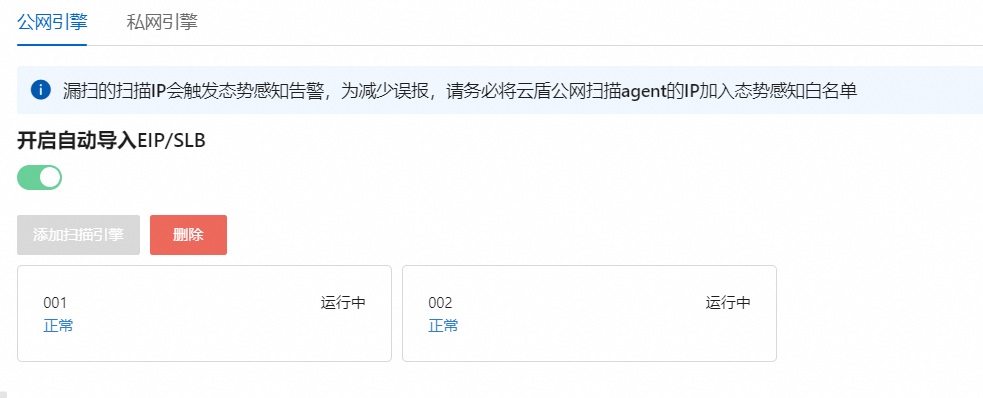 公网引擎 私网引擎
漏扫的扫描IP会触发态势感知告警，为减少误报，请务必将云盾公网扫描agent的IP加入态势感知白名单
开启自动导入EIP/SLB
添加扫描引擎 删除
001 运行中 002 运行中
正常 正常